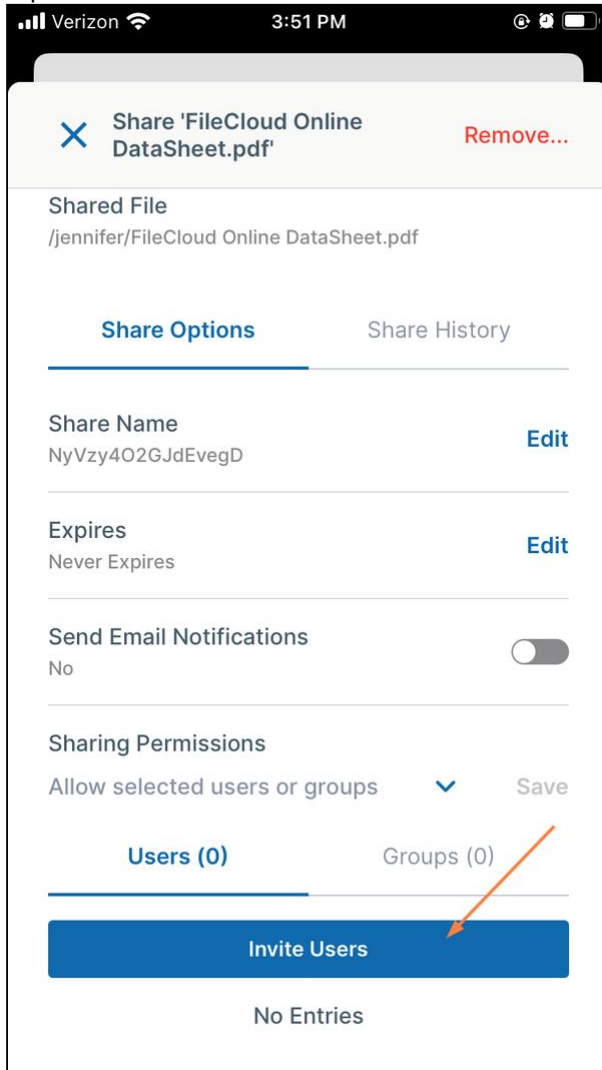 Verizon 3:51 PM
Share 'FileCloud Online
DataSheet.pdf'
Remove...
Shared File
/jennifer/FileCloud Online DataSheet.pdf
Share Options Share History
Share Name
NyVzy4O2GJdEvegD
Edit
Expires
Never Expires
Edit
Send Email Notifications
No
Sharing Permissions
Allow selected users or groups Save
Users (0) Groups (0)
Invite Users
No Entries